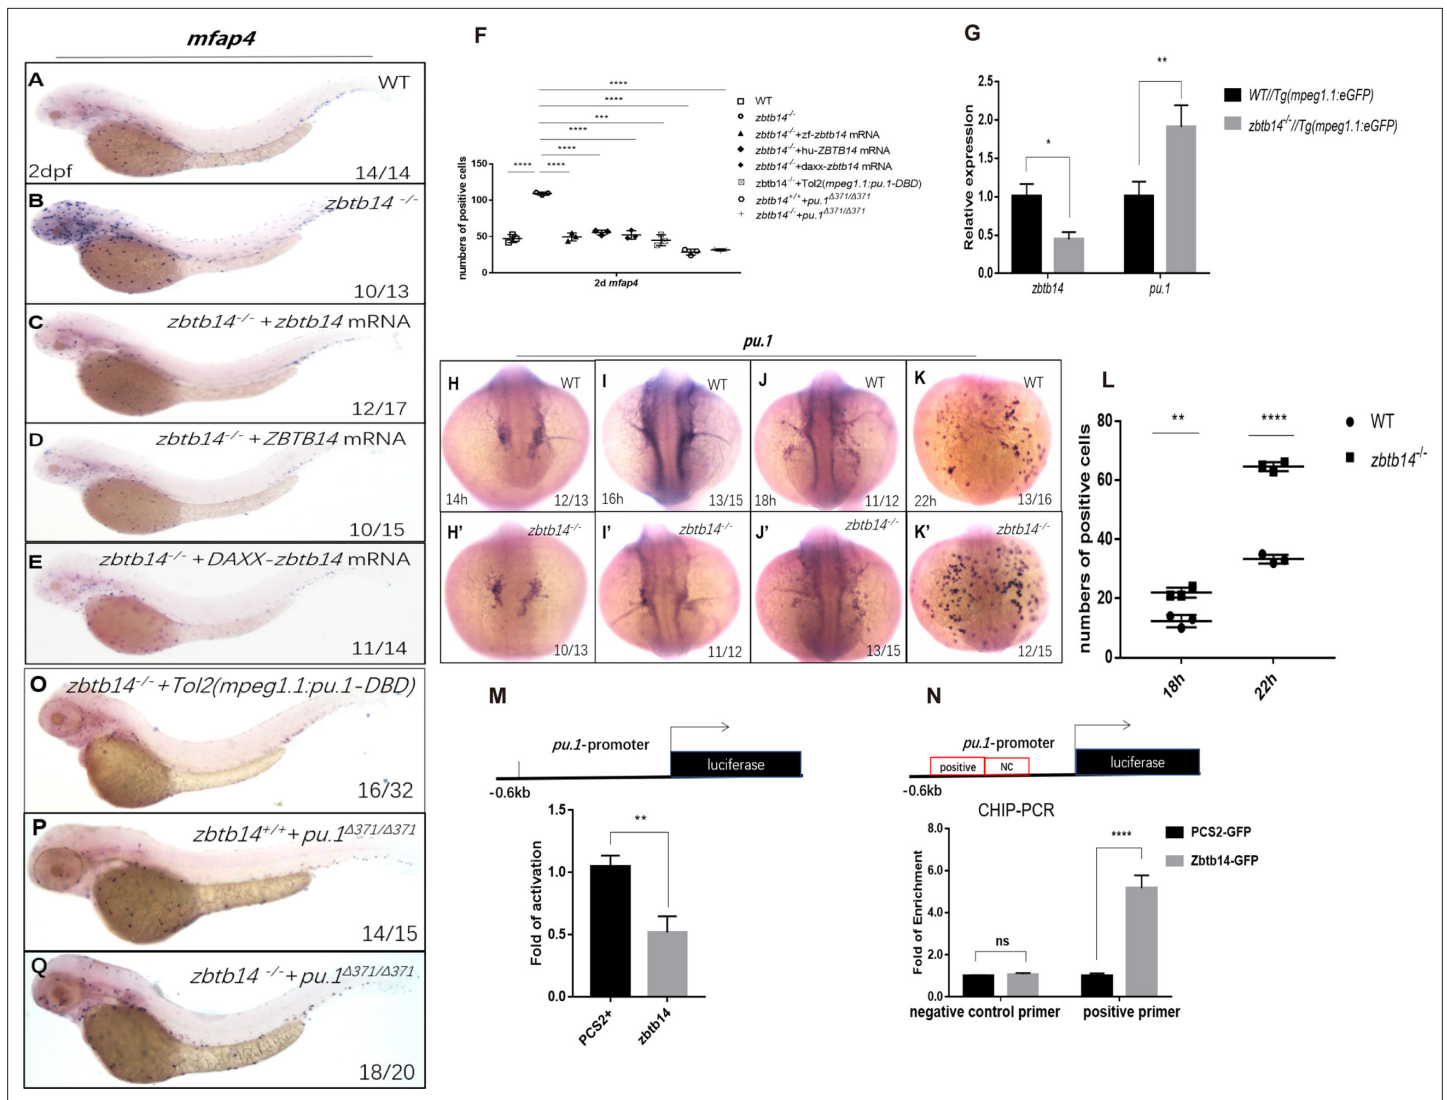 mfap4
A
WT
2dpf
14/14
B
zbtb14 -/-
10/13
C
zbtb14-/- + zbtb14 mRNA
12/17
D
zbtb14-/- + ZBTB14 mRNA
10/15
E
zbtb14-/- + DAXX-zbtb14 mRNA
11/14
O
zbtb14-/- + Tol2(mpeg1.1:pu.1-DBD)
16/32
P
zbtb14+/+ + pu.1Δ371/Δ371
14/15
Q
zbtb14 -/- + pu.1Δ371/Δ371
18/20
F
****
****
***
****
****
**** ****
150
100
50
0
numbers of positive cells
2d mfap4
WT
zbtb14-/-
zbtb14-/-+zf-zbtb14 mRNA
zbtb14-/-+hu-ZBTB14 mRNA
zbtb14-/-+daxx-zbtb14 mRNA
zbtb14-/-+Tol2(mpeg1.1:pu.1-DBD)
zbtb14+/++pu.1Δ371/Δ371
zbtb14-/-+pu.1Δ371/Δ371
G
2.5
2.0
1.5
1.0
0.5
0.0
Relative expression
*
**
zbtb14 pu.1
WT//Tg(mpeg1.1:eGFP)
zbtb14-/-//Tg(mpeg1.1:eGFP)
pu.1
H
WT
14h
12/13
I
WT
16h
13/15
J
WT
18h
11/12
K
WT
22h
13/16
H'
zbtb14-/-
10/13
I'
zbtb14-/-
11/12
J'
zbtb14-/-
13/15
K'
zbtb14-/-
12/15
L
80
60
40
20
0
numbers of positive cells
**
****
18h
22h
WT
zbtb14-/-
M
pu.1-promoter
luciferase
-0.6kb
1.5
1.0
0.5
0.0
Fold of activation
**
PCS2+
zbtb14
N
pu.1-promoter
positive NC
luciferase
-0.6kb
CHIP-PCR
8.0
6.0
4.0
2.0
0.0
Fold of Enrichment
ns
****
negative control primer positive primer
PCS2-GFP
Zbtb14-GFP